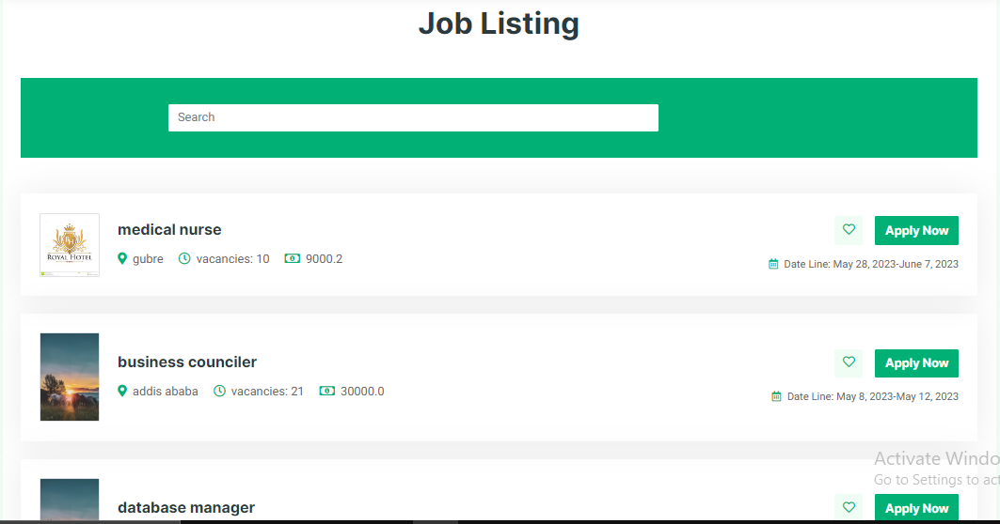 Job Listing
Search
ROYAL HOTEL
medical nurse
Apply Now
gubre vacancies: 10 9000.2
Date Line: May 28, 2023-June 7, 2023
business counciler
Apply Now
addis ababa vacancies: 21 30000.0
Date Line: May 8, 2023-May 12, 2023
Activate Windo
Go to Settings to act
database manager
Apply Now